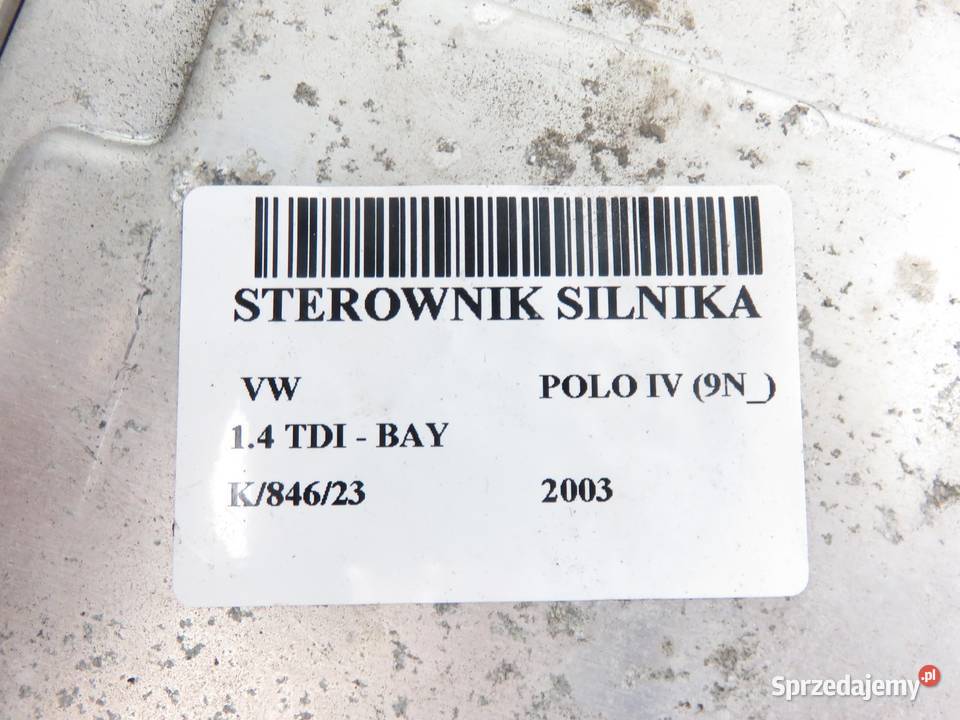 STEROWNIK SILNIKA
VW POLO IV (9N_)
1.4 TDI - BAY
K/846/23 2003
Sprzedajemy.pl